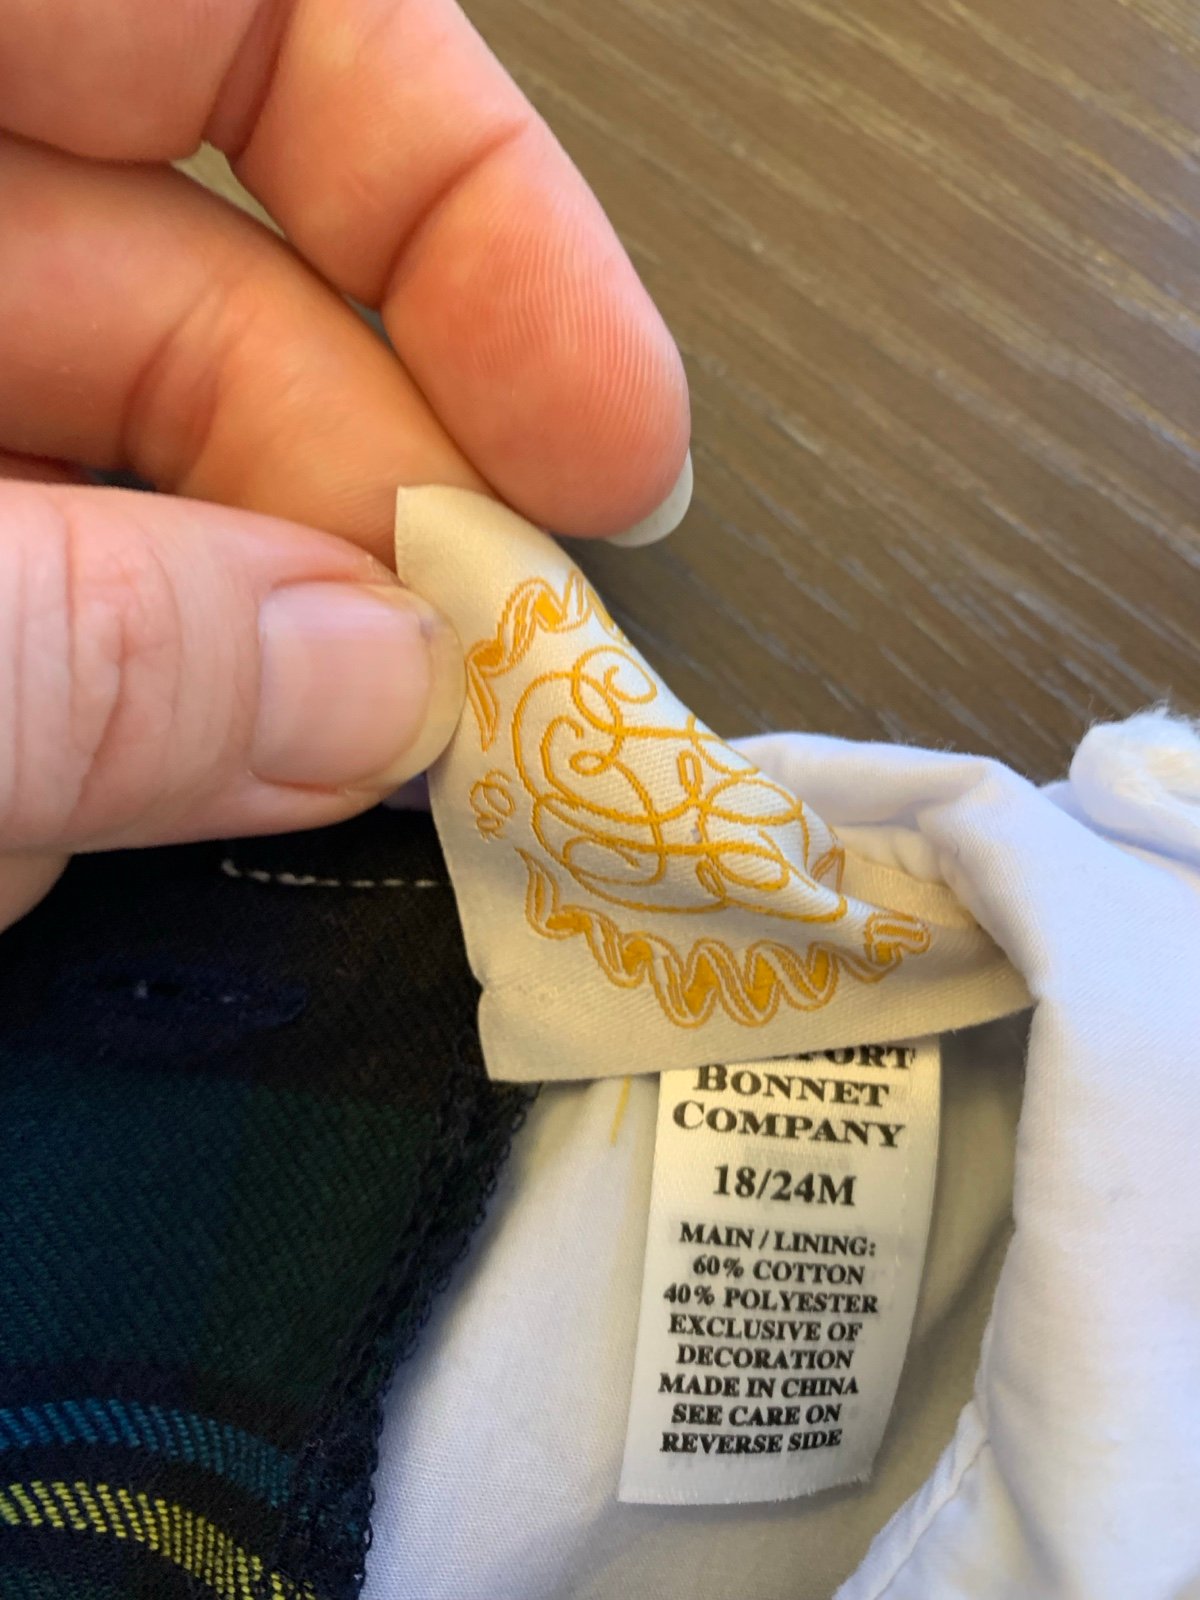 BONNET
COMPANY
18/24M
MAIN / LINING:
60% COTTON
40% POLYESTER
EXCLUSIVE OF
DECORATION
MADE IN CHINA
SEE CARE ON
REVERSE SIDE